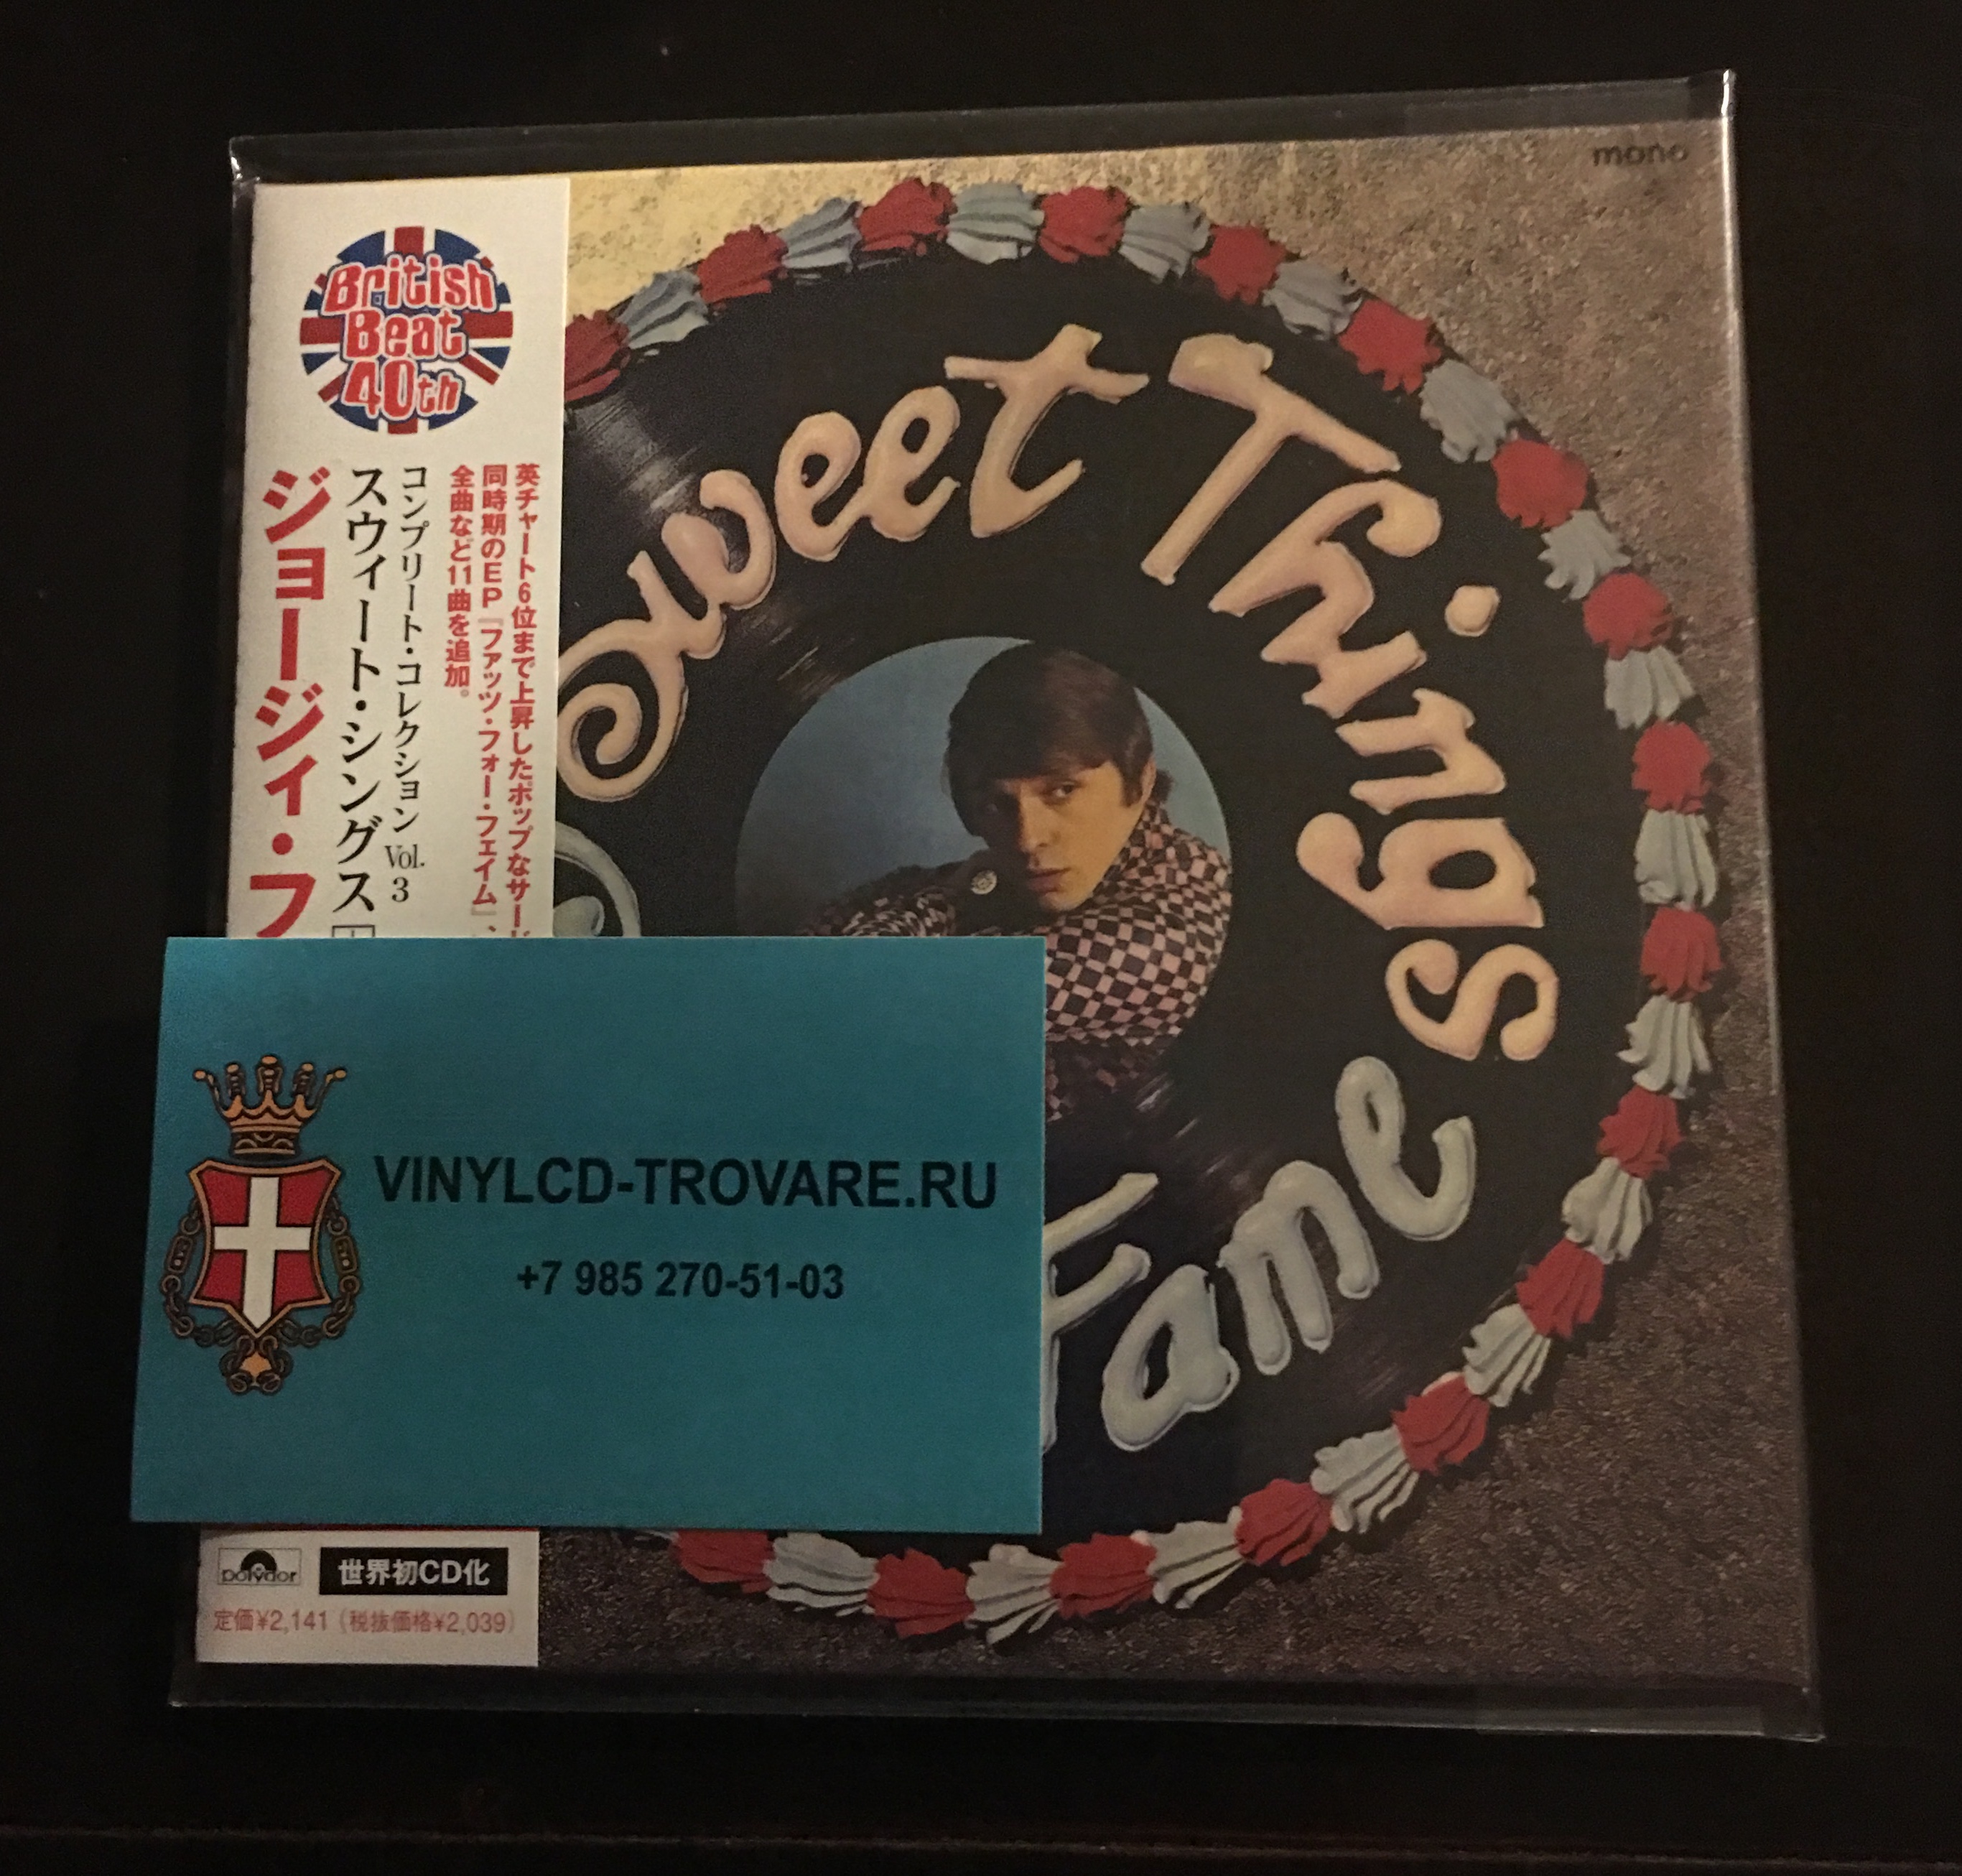 mono
British
Beat
40th
Sweet Things
Fame
英チャート6位まで上昇したポップなサー
同時期のEP『ファッツ・フォー・フェイム』、
全曲など11曲を追加。
コンプリート・コレクション Vol. 3
スウィート・シングス
ジョージィ・フ
VINYLCD-TROVARE.RU
+7 985 270-51-03
polydor
世界初CD化
定価¥2,141(税抜価格¥2,039)